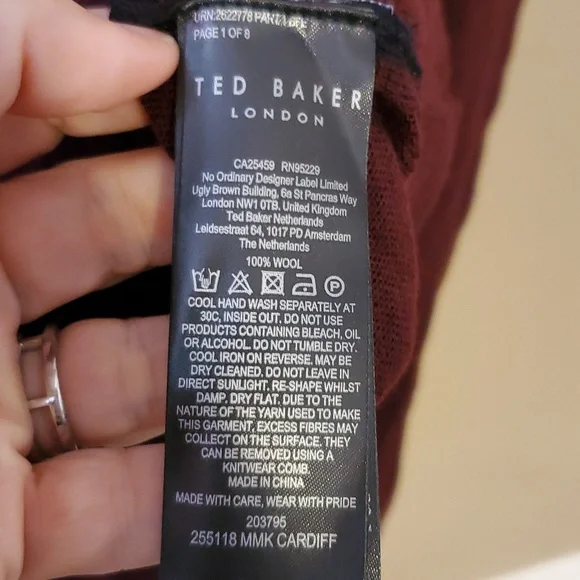 URN:2622778 PART
PAGE 1 OF 8
TED BAKER
LONDON
CA25459 RN95229
No Ordinary Designer Label Limited
Ugly Brown Building, 6a St Pancras Way
London NW1 0TB, United Kingdom
Ted Baker Netherlands
Leidsestraat 64, 1017 PD Amsterdam
The Netherlands
100% WOOL
P
COOL HAND WASH SEPARATELY AT
30C, INSIDE OUT. DO NOT USE
PRODUCTS CONTAINING BLEACH, OIL
OR ALCOHOL. DO NOT TUMBLE DRY.
COOL IRON ON REVERSE. MAY BE
DRY CLEANED. DO NOT LEAVE IN
DIRECT SUNLIGHT. RE-SHAPE WHILST
DAMP. DRY FLAT. DUE TO THE
NATURE OF THE YARN USED TO MAKE
THIS GARMENT, EXCESS FIBRES MAY
COLLECT ON THE SURFACE. THEY
CAN BE REMOVED USING A
KNITWEAR COMB.
MADE IN CHINA
MADE WITH CARE, WEAR WITH PRIDE
203795
255118 MMK CARDIFF